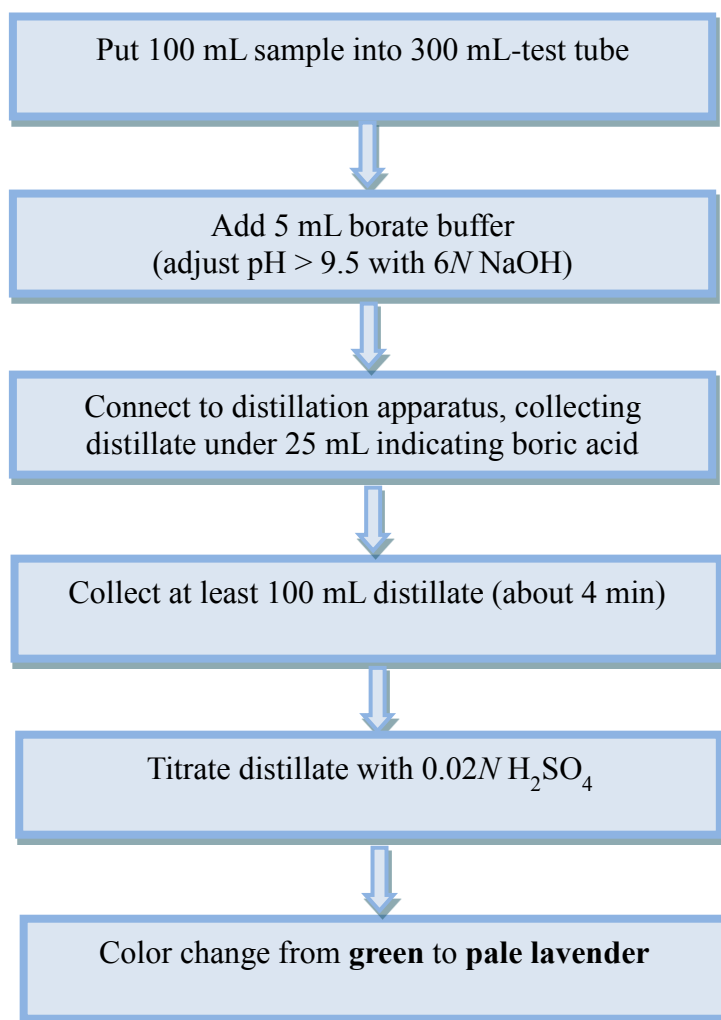 Put 100 mL sample into 300 mL-test tube
Add 5 mL borate buffer
(adjust pH > 9.5 with 6N NaOH)
Connect to distillation apparatus, collecting
distillate under 25 mL indicating boric acid
Collect at least 100 mL distillate (about 4 min)
Titrate distillate with 0.02N H₂SO₄
Color change from green to pale lavender